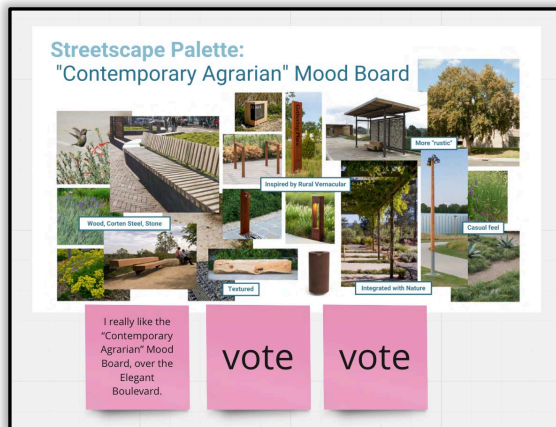 Streetscape Palette:
"Contemporary Agrarian" Mood Board
More "rustic"
Inspired by Rural Vernacular
Wood, Corten Steel, Stone
Casual feel
Textured
Integrated with Nature
I really like the
"Contemporary
Agrarian" Mood
Board, over the
Elegant
Boulevard.
vote
vote